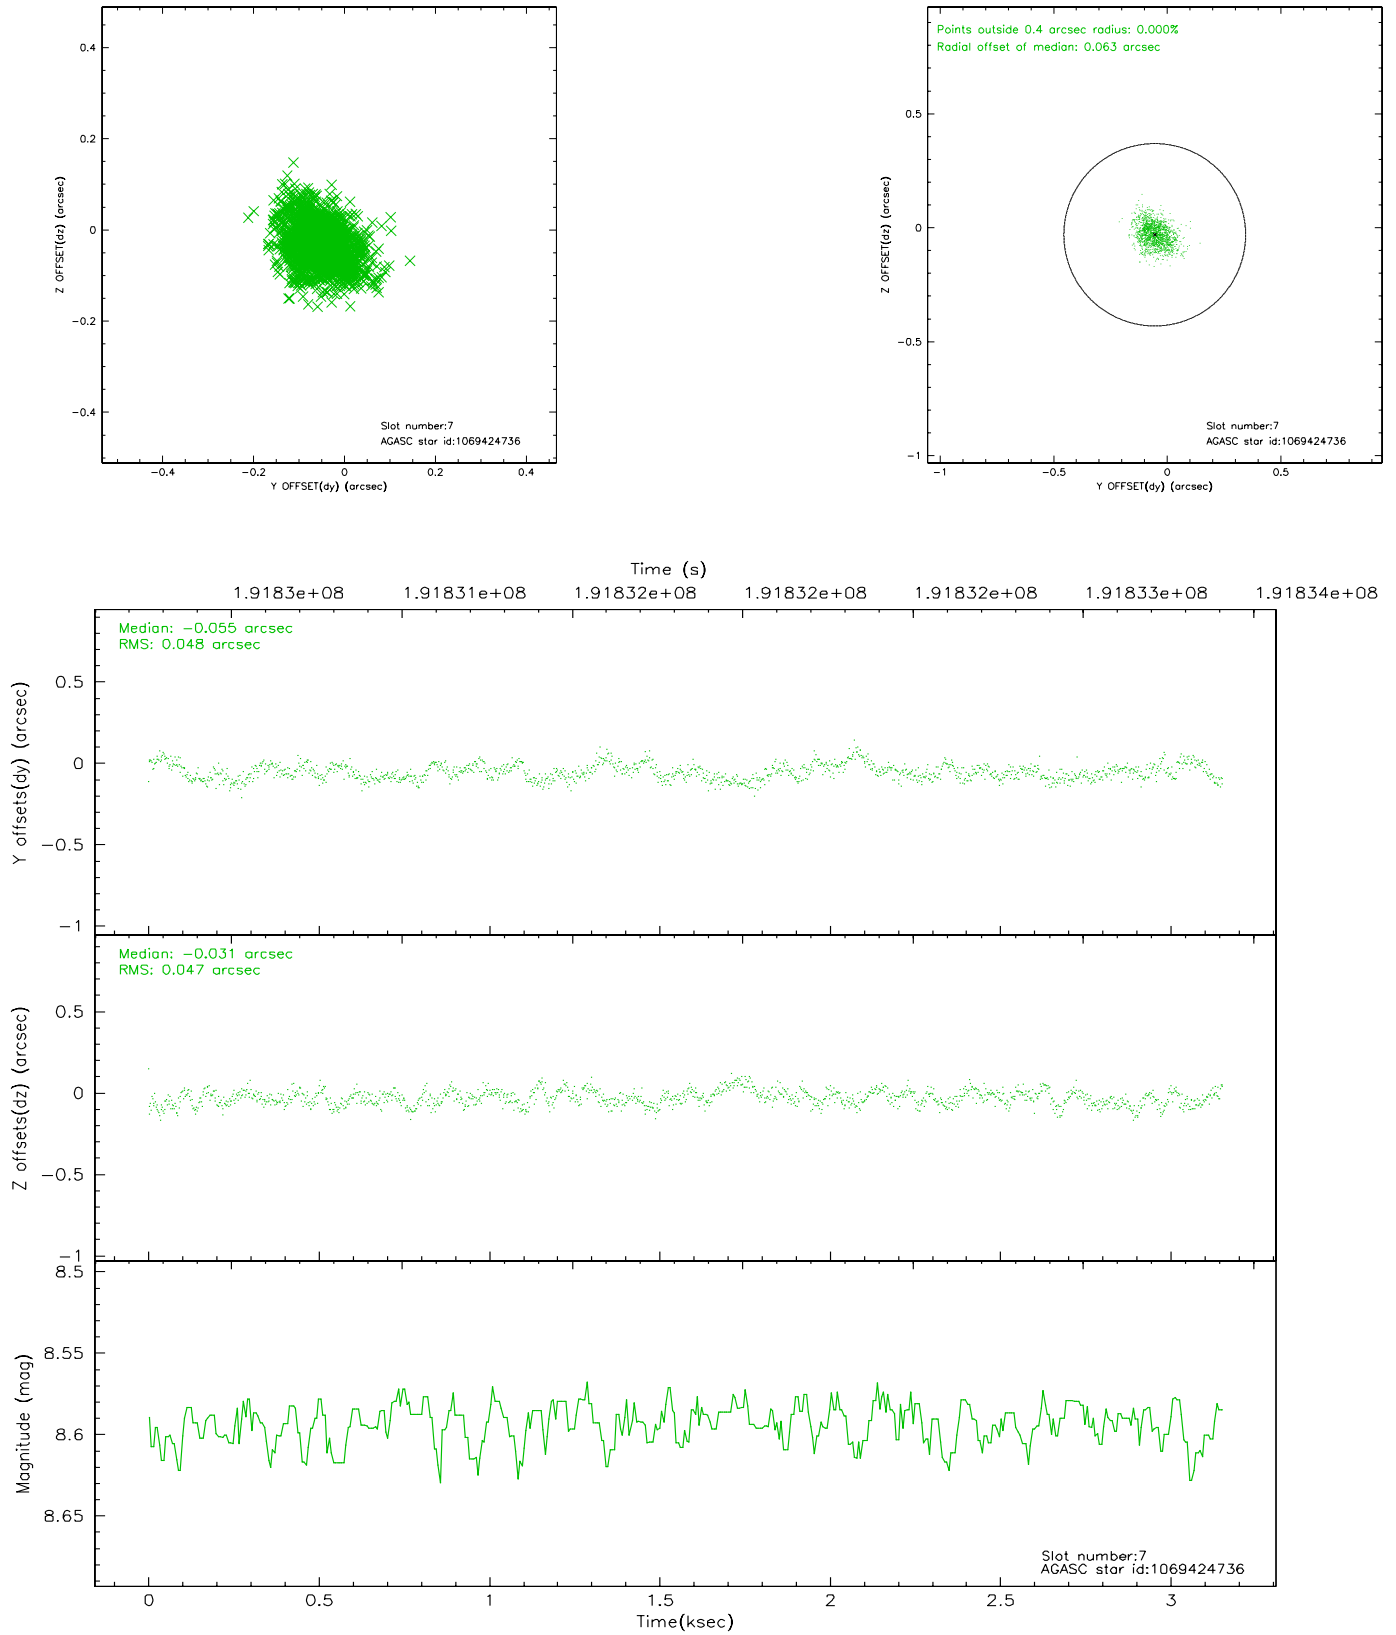 0.4
0.2
0
-0.2
-0.4
Z OFFSET(dz) (arcsec)
Slot number:7
AGASC star id:1069424736
-0.4 -0.2 0 0.2 0.4
Y OFFSET(dy) (arcsec)
Points outside 0.4 arcsec radius: 0.000%
Radial offset of median: 0.063 arcsec
0.5
0
-0.5
-1
Z OFFSET(dz) (arcsec)
Slot number:7
AGASC star id:1069424736
-1 -0.5 0 0.5
Y OFFSET(dy) (arcsec)
Time (s)
1.9183e+08 1.91831e+08 1.91832e+08 1.91832e+08 1.91832e+08 1.91833e+08 1.91834e+08
Median: -0.055 arcsec
RMS: 0.048 arcsec
0.5
0
-0.5
-1
Y offsets(dy) (arcsec)
Median: -0.031 arcsec
RMS: 0.047 arcsec
0.5
0
-0.5
-1
Z offsets(dz) (arcsec)
8.5
8.55
8.6
8.65
Magnitude (mag)
Slot number:7
AGASC star id:1069424736
0 0.5 1 1.5 2 2.5 3
Time(ksec)